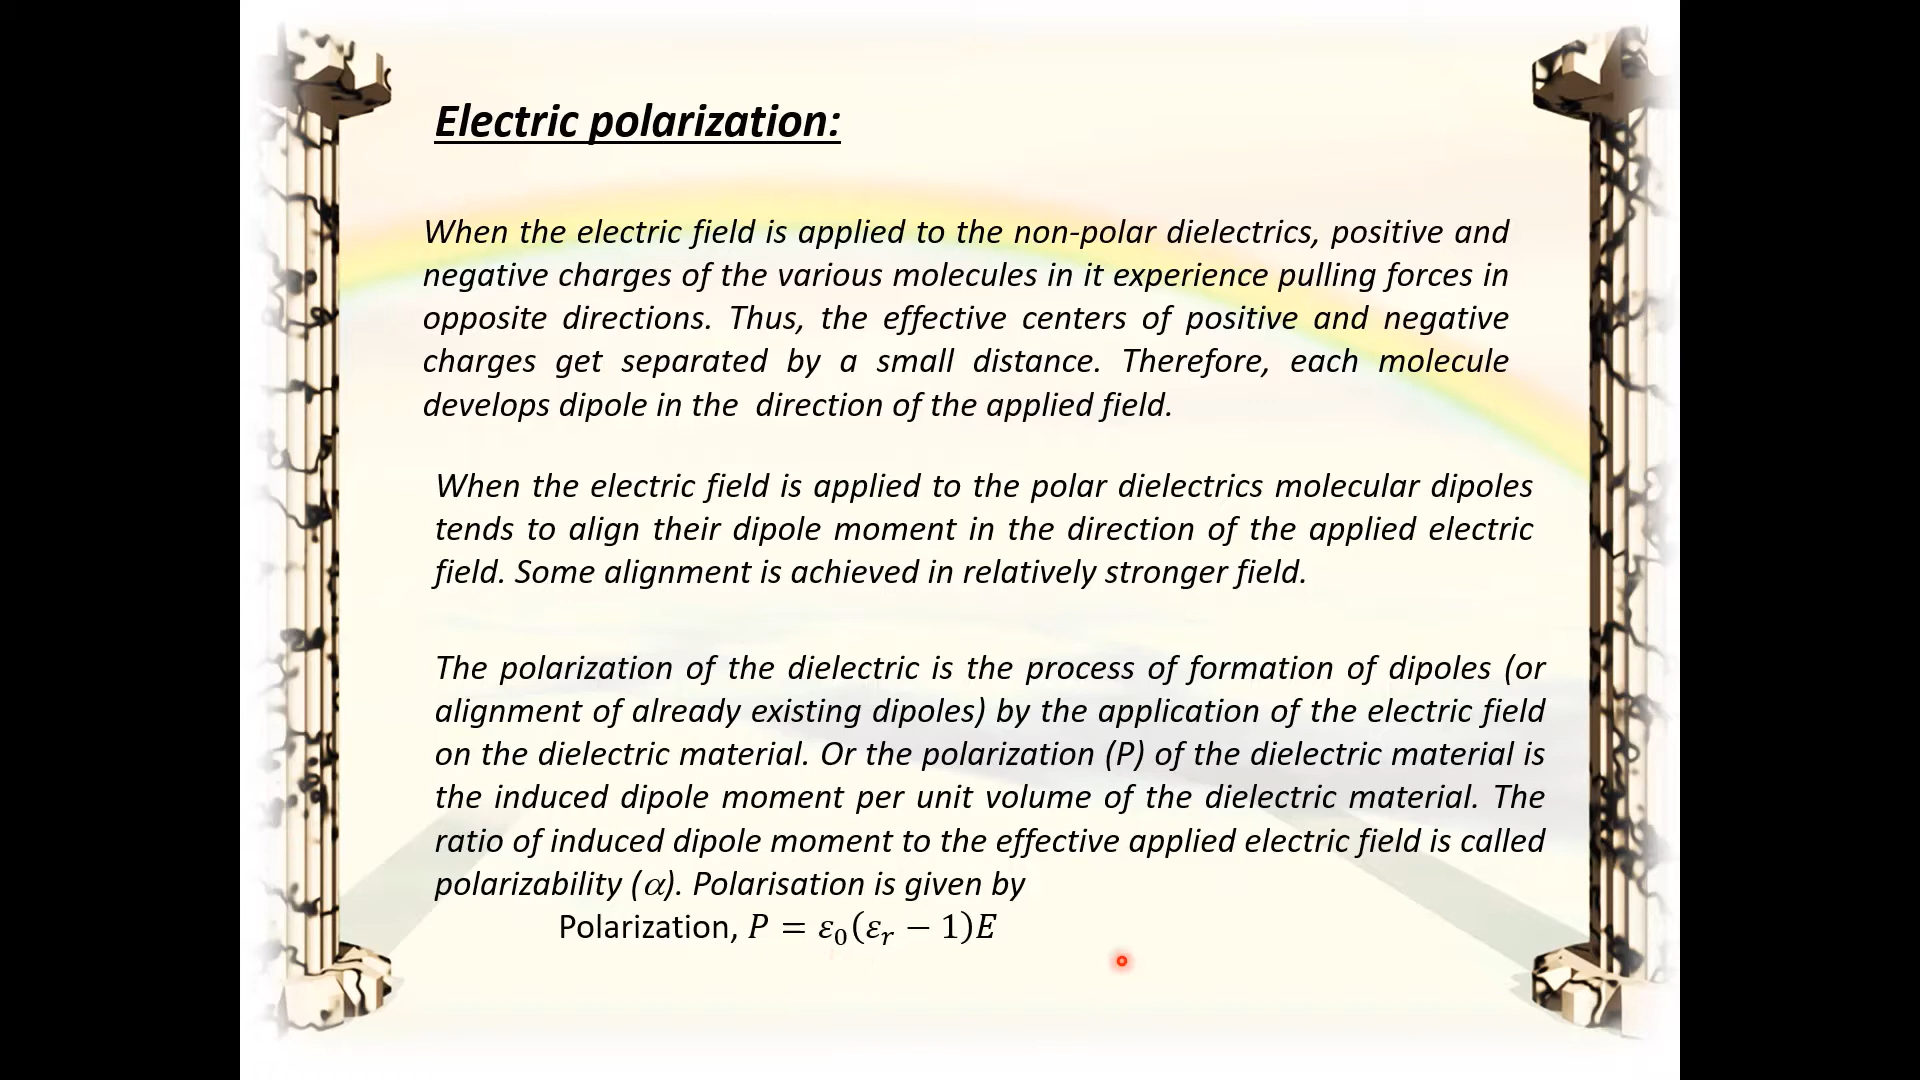 Electric polarization:
When the electric field is applied to the non-polar dielectrics, positive and
negative charges of the various molecules in it experience pulling forces in
opposite directions. Thus, the effective centers of positive and negative
charges get separated by a small distance. Therefore, each molecule
develops dipole in the direction of the applied field.
When the electric field is applied to the polar dielectrics molecular dipoles
tends to align their dipole moment in the direction of the applied electric
field. Some alignment is achieved in relatively stronger field.
The polarization of the dielectric is the process of formation of dipoles (or
alignment of already existing dipoles) by the application of the electric field
on the dielectric material. Or the polarization (P) of the dielectric material is
the induced dipole moment per unit volume of the dielectric material. The
ratio of induced dipole moment to the effective applied electric field is called
polarizability (α). Polarisation is given by
Polarization, P = ε₀(εᵣ − 1)E